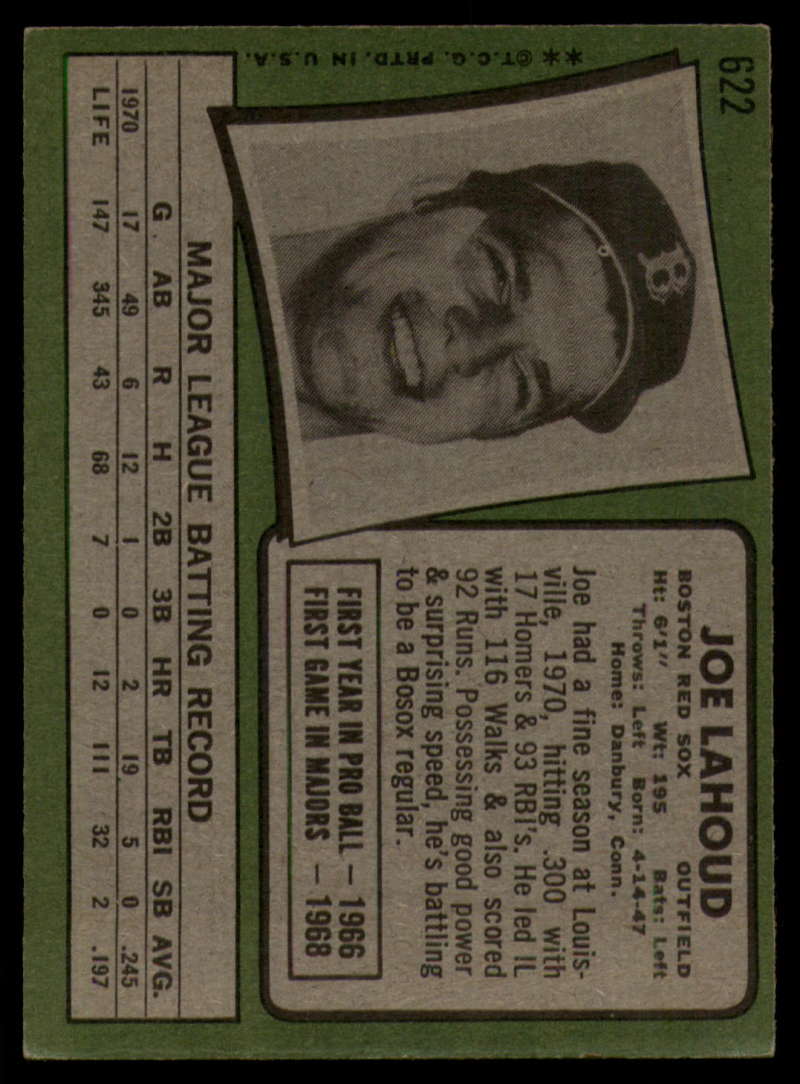 622
**©T.C.G. PRTD. IN U.S.A.
B
JOE LAHOUD
BOSTON RED SOX OUTFIELD
Ht: 6'1" Wt: 195 Bats: Left
Throws: Left Born: 4-14-47
Home: Danbury, Conn.
Joe had a fine season at Louis-
ville, 1970, hitting .300 with
17 Homers & 93 RBI's. He led IL
with 116 Walks & also scored
92 Runs. Possessing good power
& surprising speed, he's battling
to be a Bosox regular.
FIRST YEAR IN PRO BALL — 1966
FIRST GAME IN MAJORS — 1968
MAJOR LEAGUE BATTING RECORD
G. AB R H 2B 3B HR TB RBI SB AVG.
1970 17 49 6 12 1 0 2 19 5 0 .245
LIFE 147 345 43 68 7 0 12 111 32 2 .197